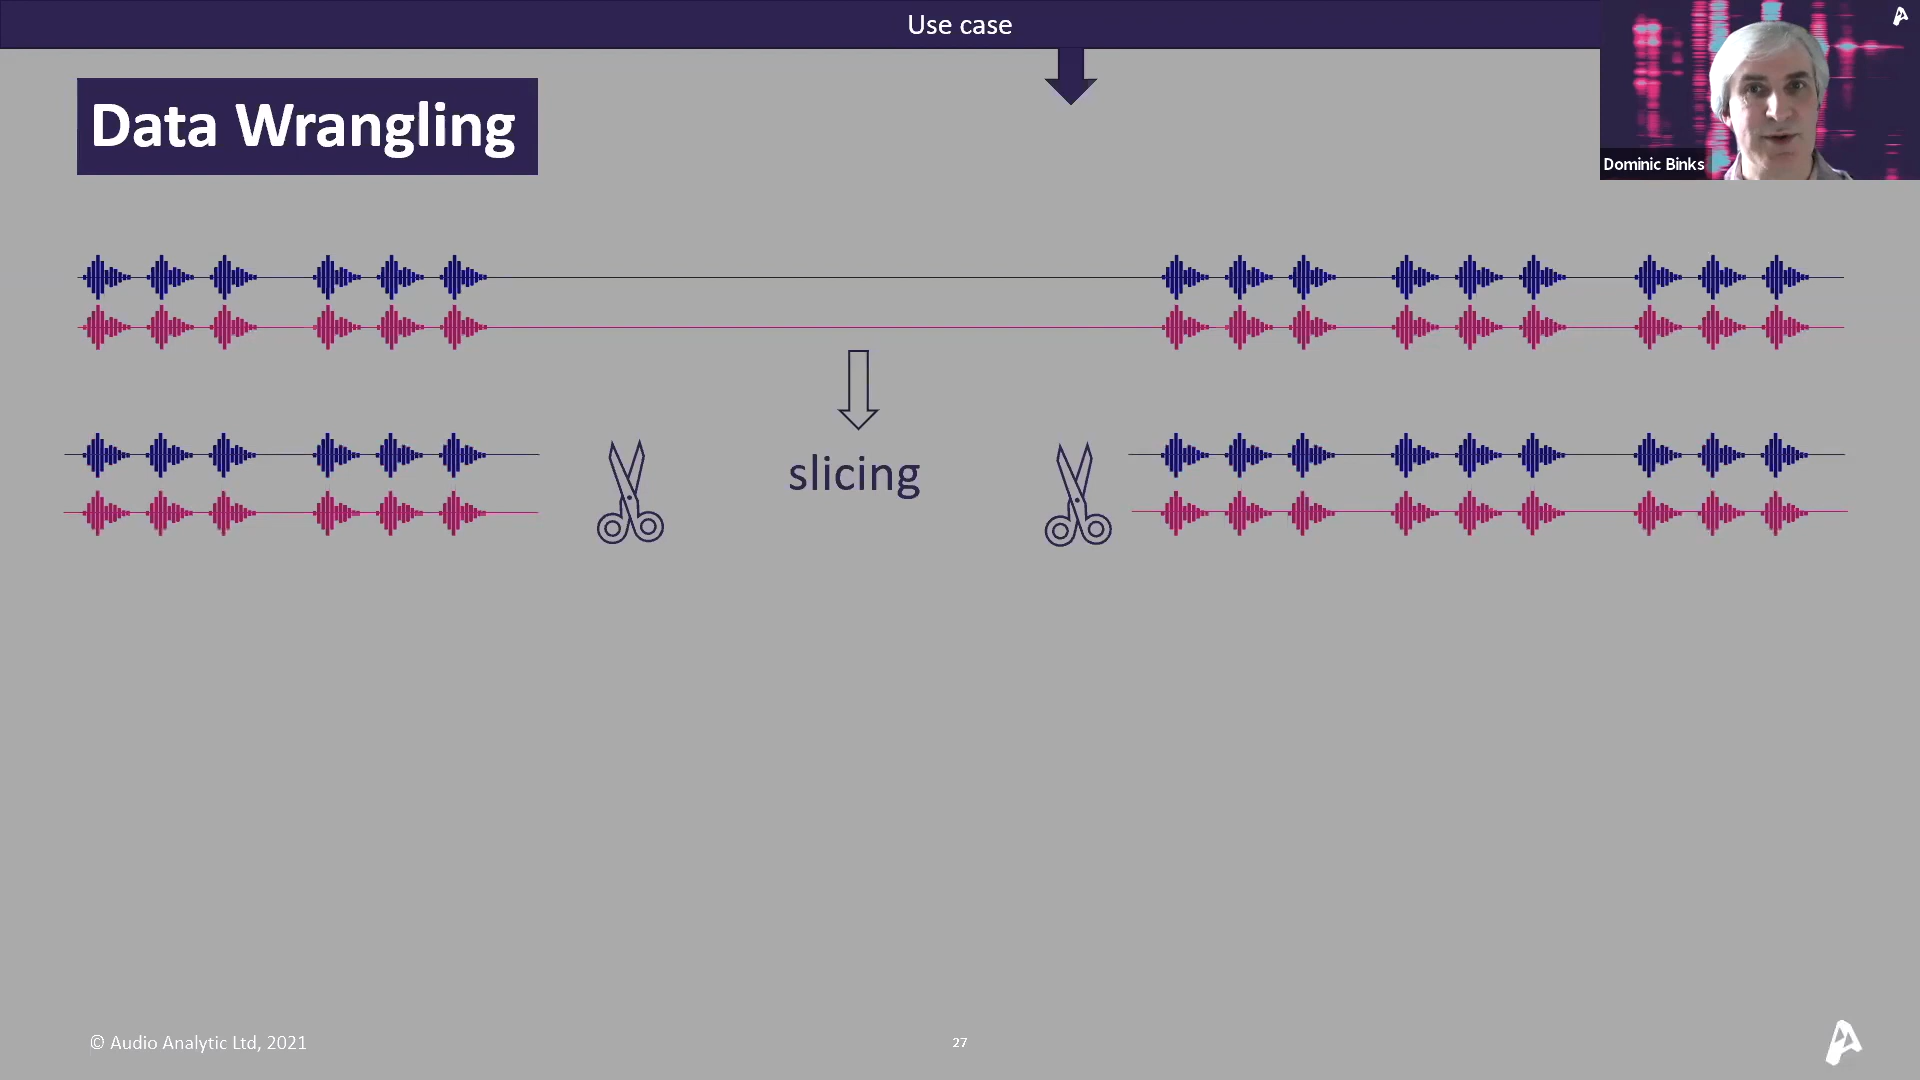 Use case
Data Wrangling
Dominic Binks
slicing
© Audio Analytic Ltd, 2021
27